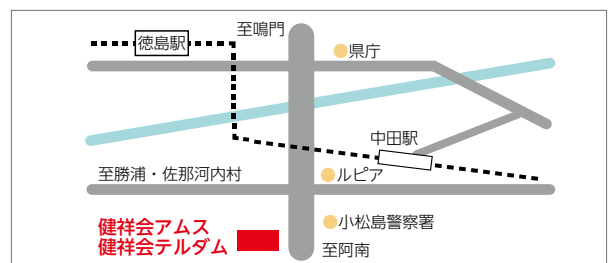 至鳴門
徳島駅
県庁
中田駅
至勝浦・佐那河内村
ルピア
健祥会アムス
健祥会テルダム
小松島警察署
至阿南